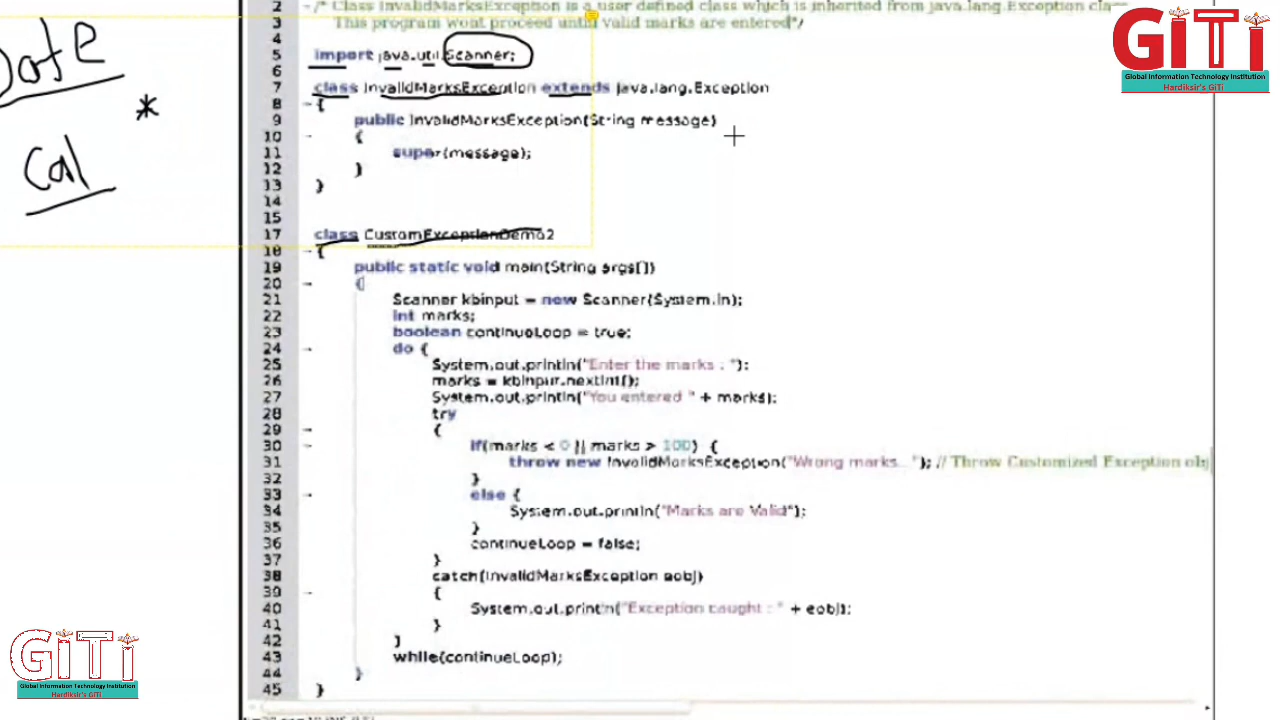 Date
*
Cal
GiTi
Global Information Technology Institution
Hardiksir's GiTi
2 /* Class InvalidMarksException is a user defined class which is inherited from java.lang.Exception
3 This program wont proceed until valid marks are entered*/
4
5 import java.util.Scanner;
6
7 class InvalidMarksException extends java.lang.Exception
8 {
9 public InvalidMarksException(String message)
10 {
11 super(message);
12 }
13 }
14
15
17 class CustomExceptionDemo2
18 {
19 public static void main(String args[])
20 {
21 Scanner kbinput = new Scanner(System.in);
22 int marks;
23 boolean continueLoop = true;
24 do {
25 System.out.println("Enter the marks : ");
26 marks = kbinput.nextInt();
27 System.out.println("You entered " + marks);
28 try
29 {
30 if(marks < 0 || marks > 100) {
31 throw new InvalidMarksException("Wrong marks.. "); // Throw Customized Exception obj
32 }
33 else {
34 System.out.println("Marks are Valid");
35 }
36 continueLoop = false;
37 }
38 catch(InvalidMarksException eobj)
39 {
40 System.out.println("Exception caught : " + eobj);
41 }
42 }
43 while(continueLoop);
44 }
45 }
GiTi
Global Information Technology Institution
Hardiksir's GiTi